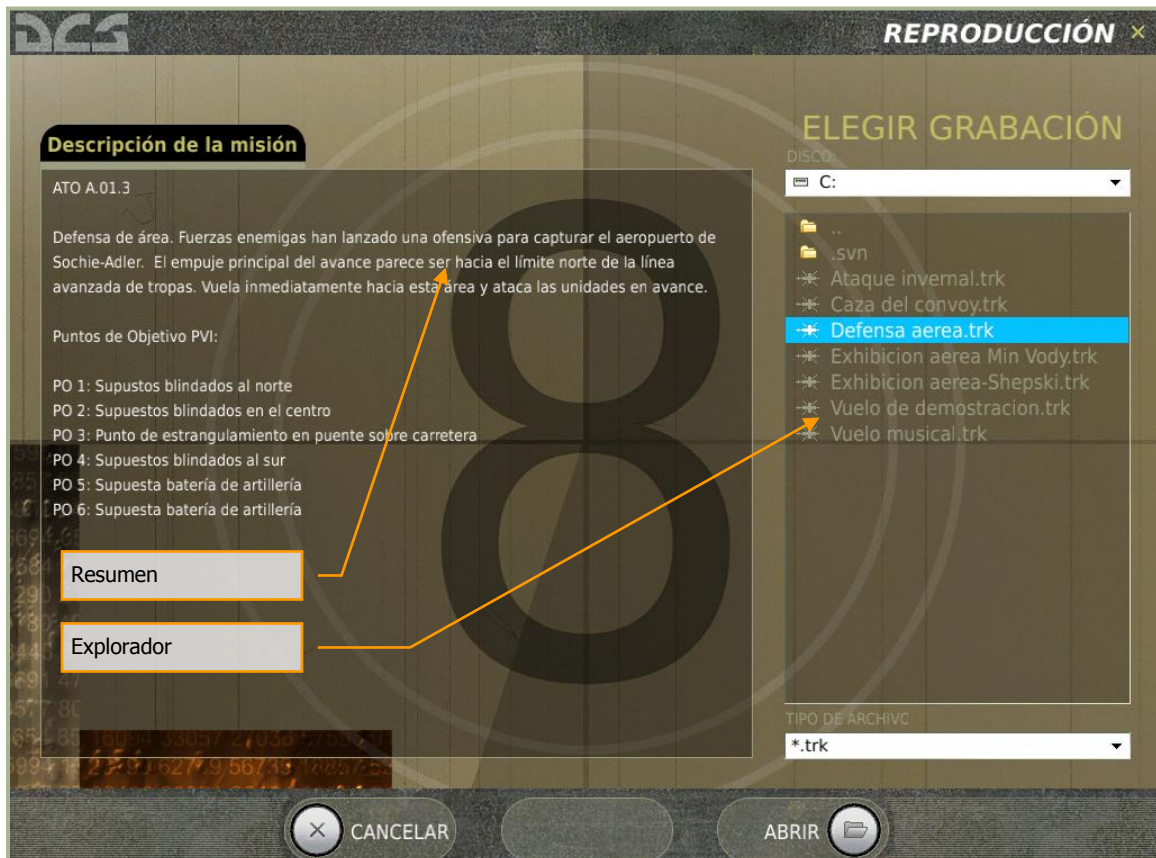 DCS
REPRODUCCIÓN
Descripción de la misión
ATO A.01.3
Defensa de área. Fuerzas enemigas han lanzado una ofensiva para capturar el aeropuerto de
Sochie-Adler. El empuje principal del avance parece ser hacia el límite norte de la línea
avanzada de tropas. Vuela inmediatamente hacia esta área y ataca las unidades en avance.
Puntos de Objetivo PVI:
PO 1: Supustos blindados al norte
PO 2: Supuestos blindados en el centro
PO 3: Punto de estrangulamiento en puente sobre carretera
PO 4: Supuestos blindados al sur
PO 5: Supuesta batería de artillería
PO 6: Supuesta batería de artillería
Resumen
Explorador
ELEGIR GRABACIÓN
DISCO:
C:
..
.svn
Ataque invernal.trk
Caza del convoy.trk
Defensa aerea.trk
Exhibicion aerea Min Vody.trk
Exhibicion aerea-Shepski.trk
Vuelo de demostracion.trk
Vuelo musical.trk
TIPO DE ARCHIVC
*.trk
8
CANCELAR
ABRIR